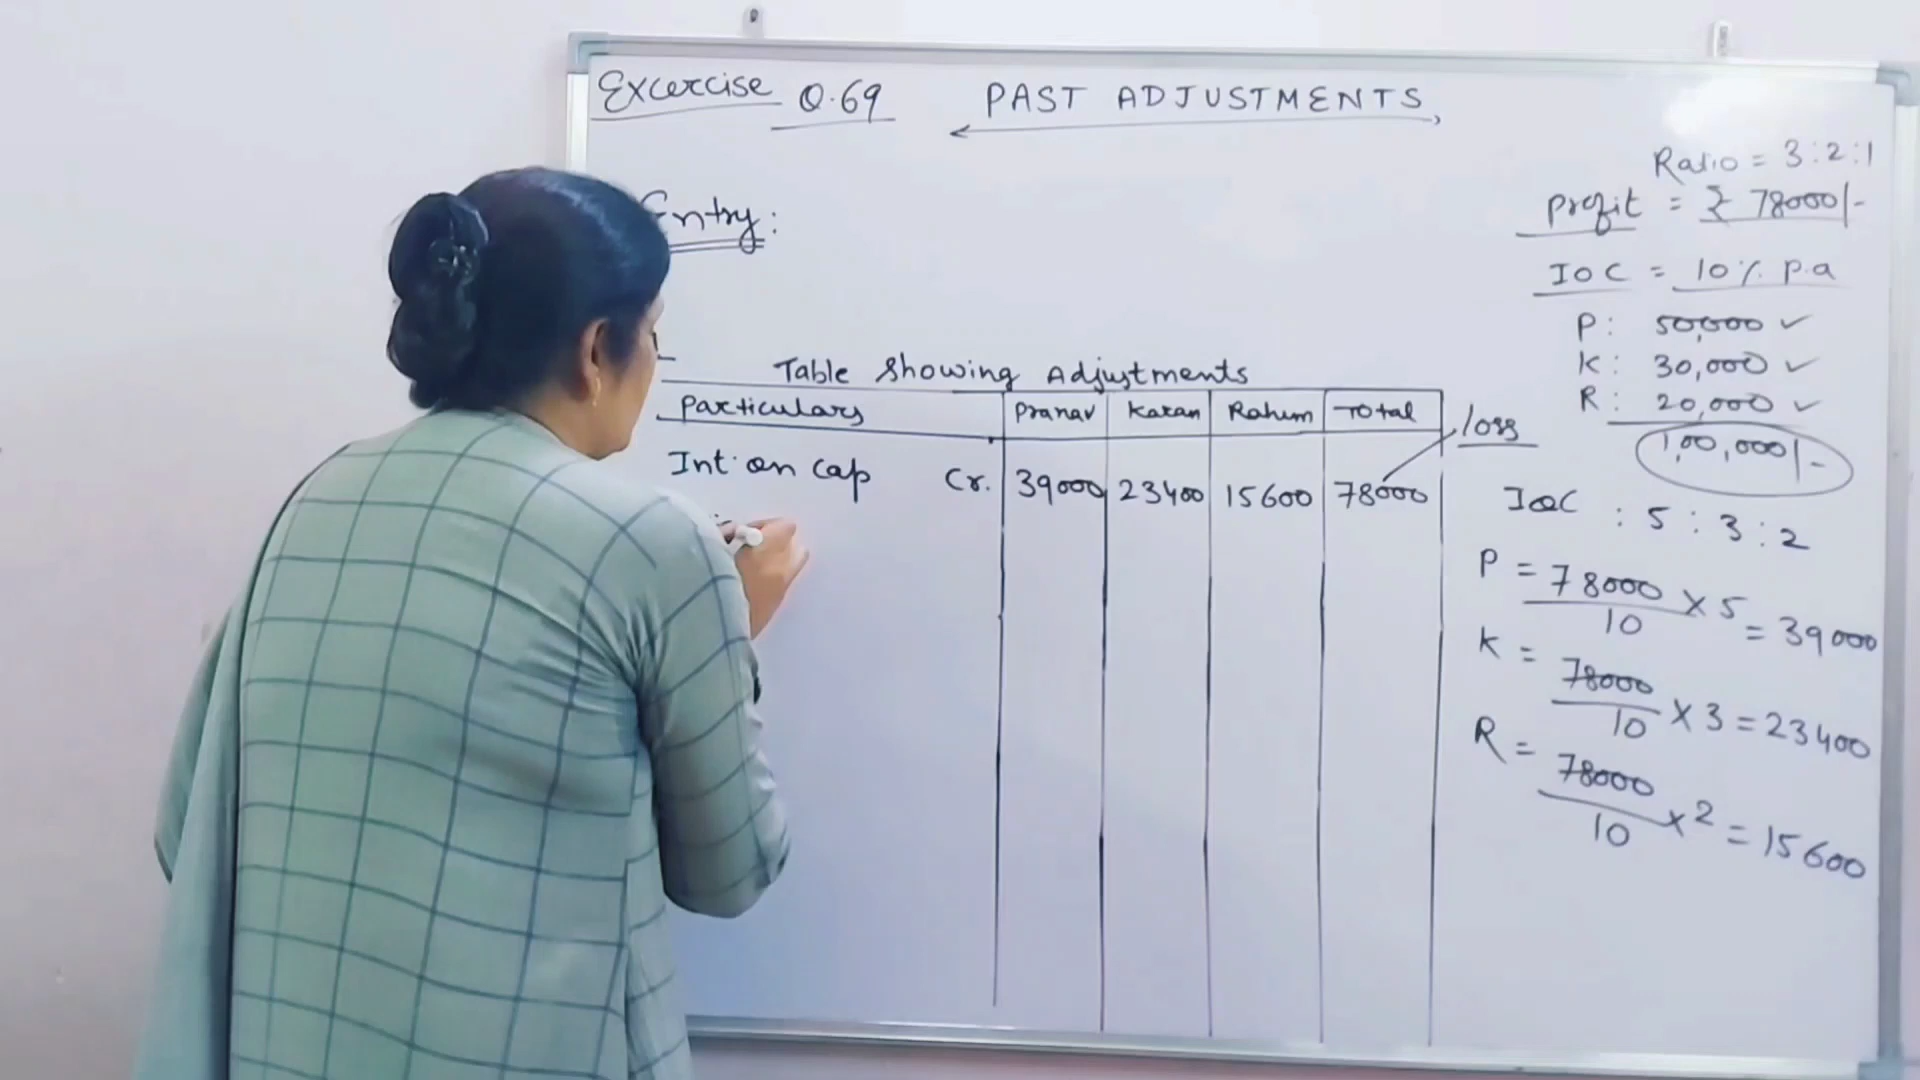 Excercise Q.69 PAST ADJUSTMENTS
Ratio = 3:2:1
Profit = ₹ 78000/-
IOC = 10% p.a
P: 50,000 ✓
K: 30,000 ✓
R: 20,000 ✓
1,00,000/-
IOC : 5 : 3 : 2
P = 78000/10 × 5 = 39000
K = 78000/10 × 3 = 23400
R = 78000/10 × 2 = 15600
Entry:
Table Showing Adjustments
Particulars Pranav Karan Rahim Total
loss
Int. on Cap Cr. 39000 23400 15600 78000